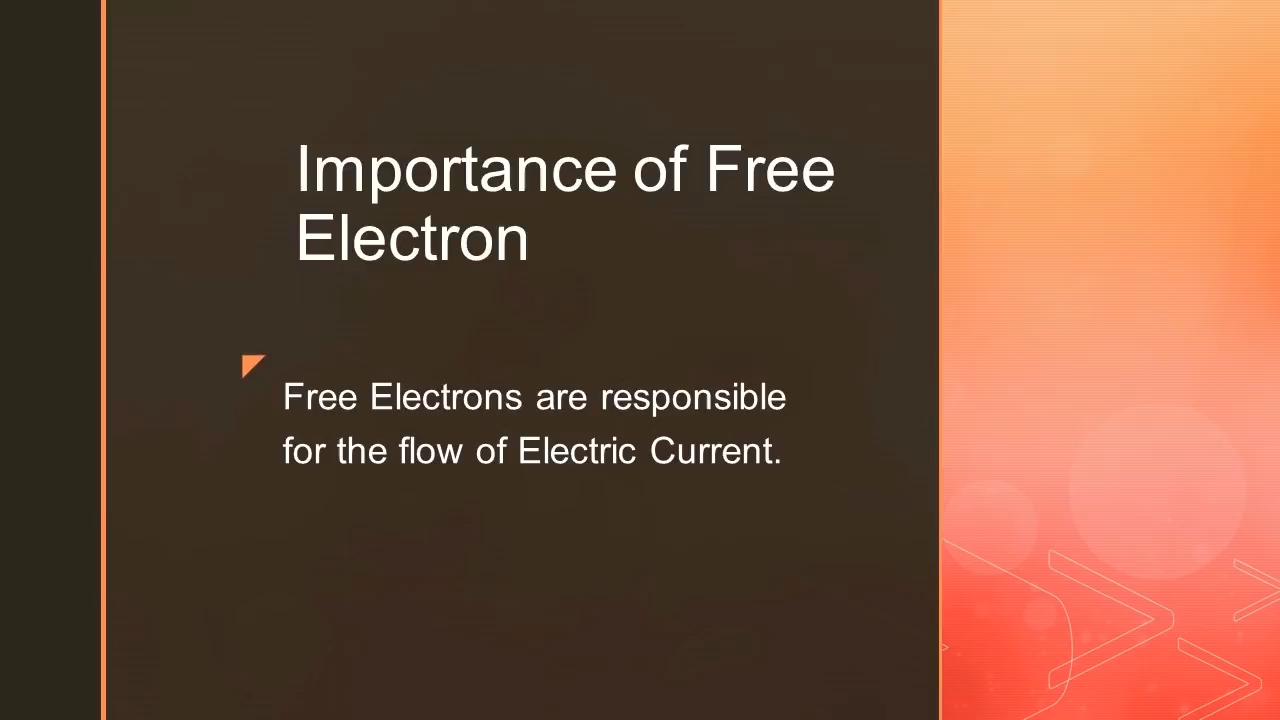 Importance of Free
Electron
Free Electrons are responsible
for the flow of Electric Current.